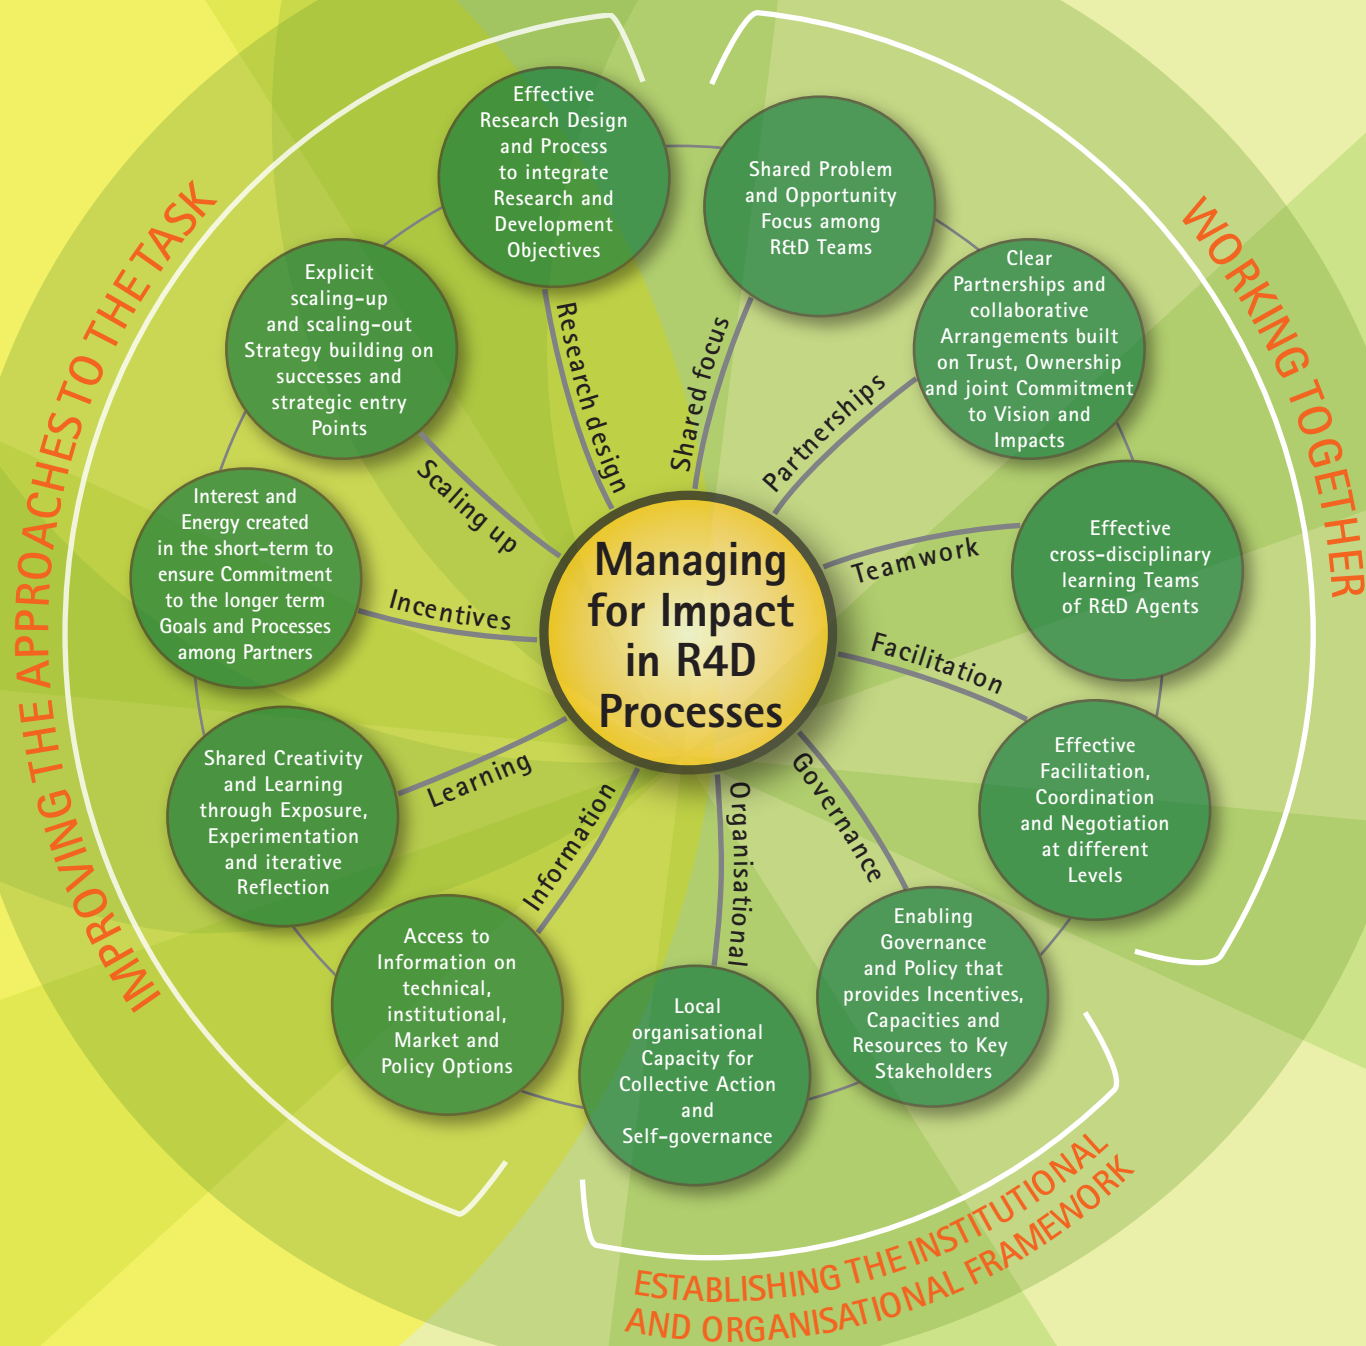 Managing
for Impact
in R4D
Processes
WORKING TOGETHER
Shared focus
Shared Problem
and Opportunity
Focus among
R&D Teams
Partnerships
Clear
Partnerships and
collaborative
Arrangements built
on Trust, Ownership
and joint Commitment
to Vision and
Impacts
Teamwork
Effective
cross-disciplinary
learning Teams
of R&D Agents
Facilitation
Effective
Facilitation,
Coordination
and Negotiation
at different
Levels
ESTABLISHING THE INSTITUTIONAL
AND ORGANISATIONAL FRAMEWORK
Governance
Enabling
Governance
and Policy that
provides Incentives,
Capacities and
Resources to Key
Stakeholders
Organisational
Local
organisational
Capacity for
Collective Action
and
Self-governance
IMPROVING THE APPROACHES TO THE TASK
Information
Access to
Information on
technical,
institutional,
Market and
Policy Options
Learning
Shared Creativity
and Learning
through Exposure,
Experimentation
and iterative
Reflection
Incentives
Interest and
Energy created
in the short-term to
ensure Commitment
to the longer term
Goals and Processes
among Partners
Scaling up
Explicit
scaling-up
and scaling-out
Strategy building on
successes and
strategic entry
Points
Research design
Effective
Research Design
and Process
to integrate
Research and
Development
Objectives